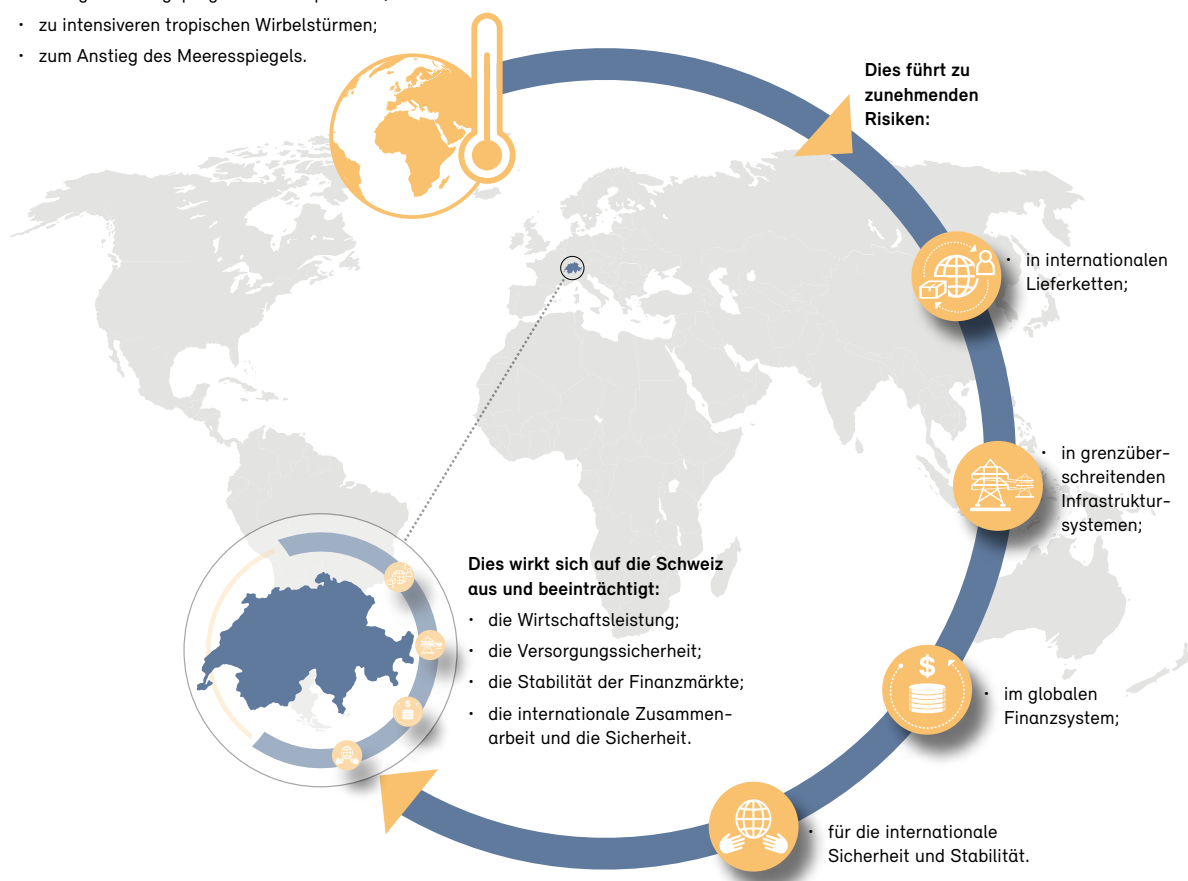 · zu intensiveren tropischen Wirbelstürmen;
· zum Anstieg des Meeresspiegels.
Dies führt zu
zunehmenden
Risiken:
· in internationalen
Lieferketten;
· in grenzüber-
schreitenden
Infrastruktur-
systemen;
· im globalen
Finanzsystem;
· für die internationale
Sicherheit und Stabilität.
Dies wirkt sich auf die Schweiz
aus und beeinträchtigt:
· die Wirtschaftsleistung;
· die Versorgungssicherheit;
· die Stabilität der Finanzmärkte;
· die internationale Zusammen-
arbeit und die Sicherheit.
$
$